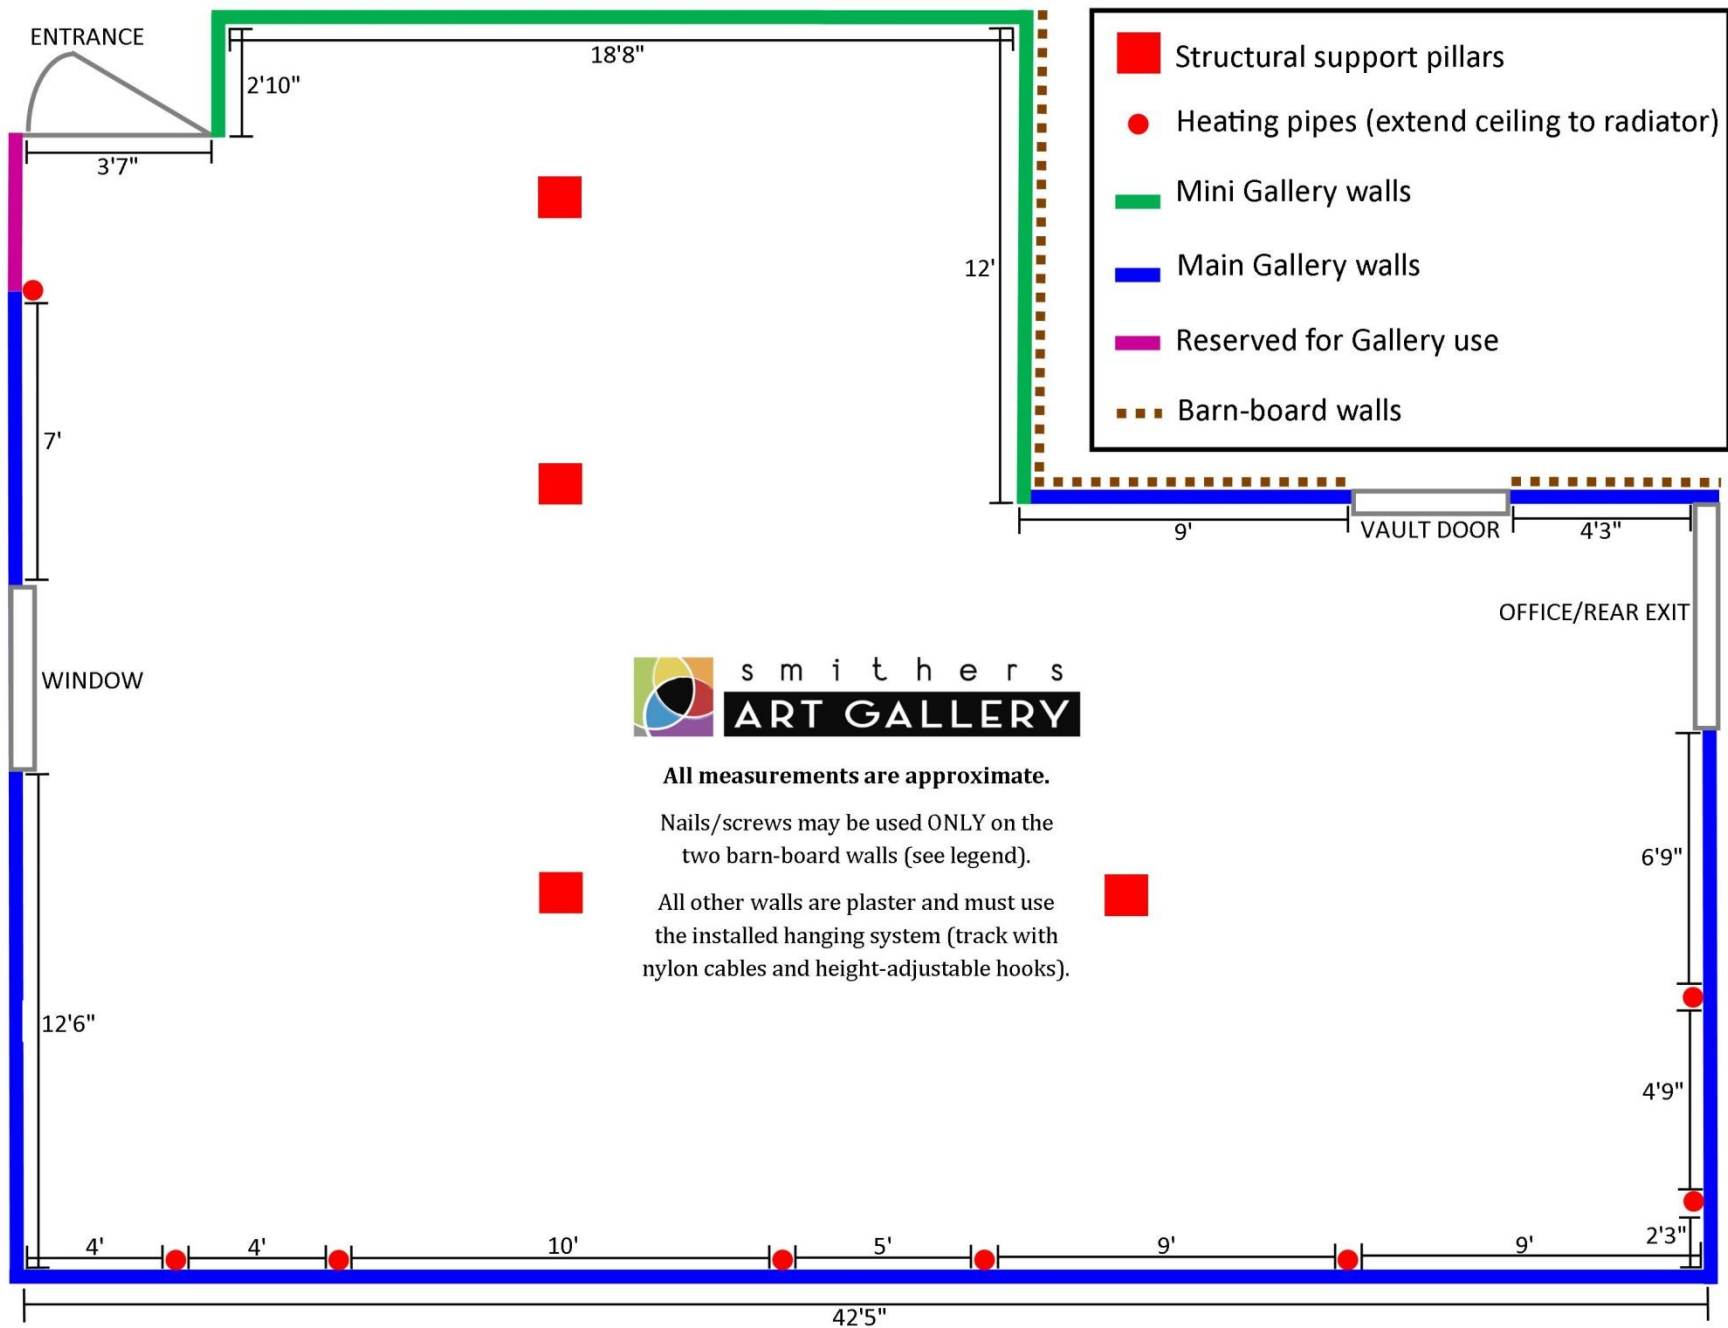 ENTRANCE
18'8"
2'10"
3'7"
12'
7'
Structural support pillars
Heating pipes (extend ceiling to radiator)
Mini Gallery walls
Main Gallery walls
Reserved for Gallery use
Barn-board walls
9'
VAULT DOOR
4'3"
OFFICE/REAR EXIT
WINDOW
smithers
ART GALLERY
All measurements are approximate.
Nails/screws may be used ONLY on the
two barn-board walls (see legend).
All other walls are plaster and must use
the installed hanging system (track with
nylon cables and height-adjustable hooks).
6'9"
12'6"
4'9"
2'3"
4'
4'
10'
5'
9'
9'
42'5"